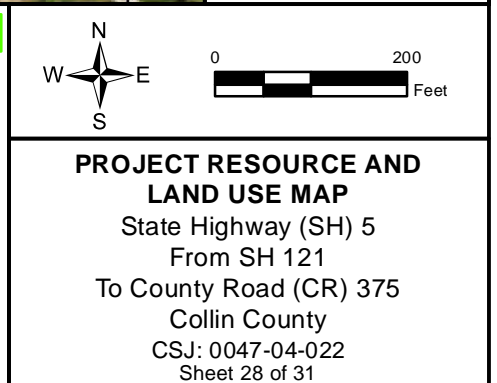 N
W E
S
0 200
Feet
PROJECT RESOURCE AND
LAND USE MAP
State Highway (SH) 5
From SH 121
To County Road (CR) 375
Collin County
CSJ: 0047-04-022
Sheet 28 of 31